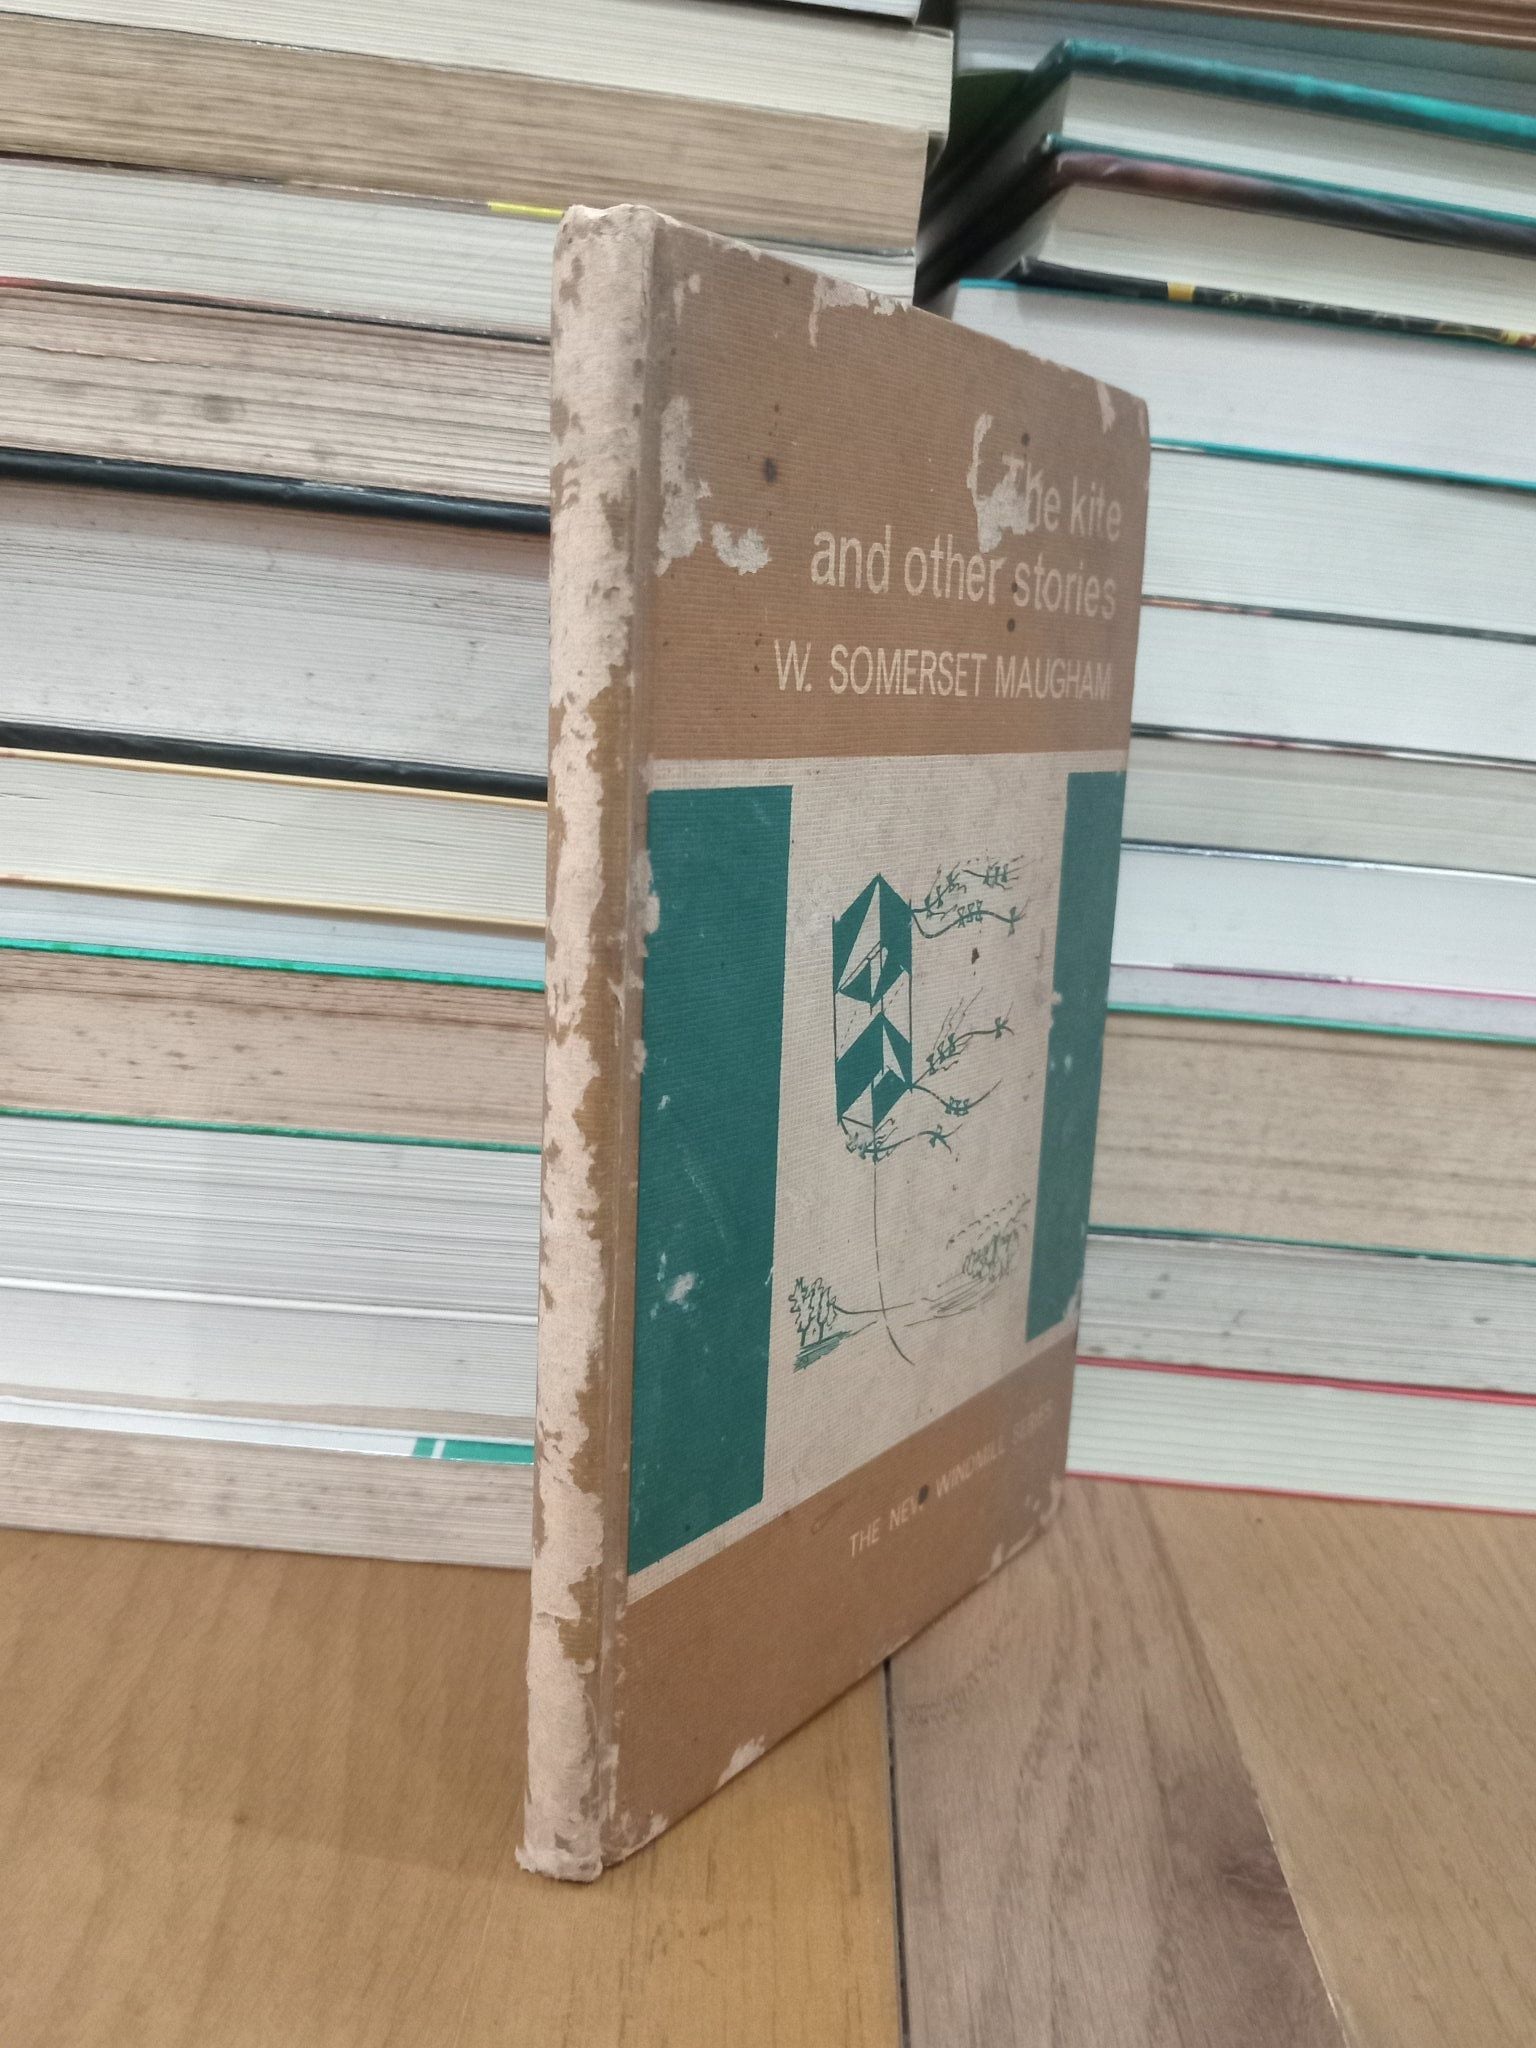 The kite
and other stories
W. SOMERSET MAUGHAM
THE NEW WINDMILL SERIES